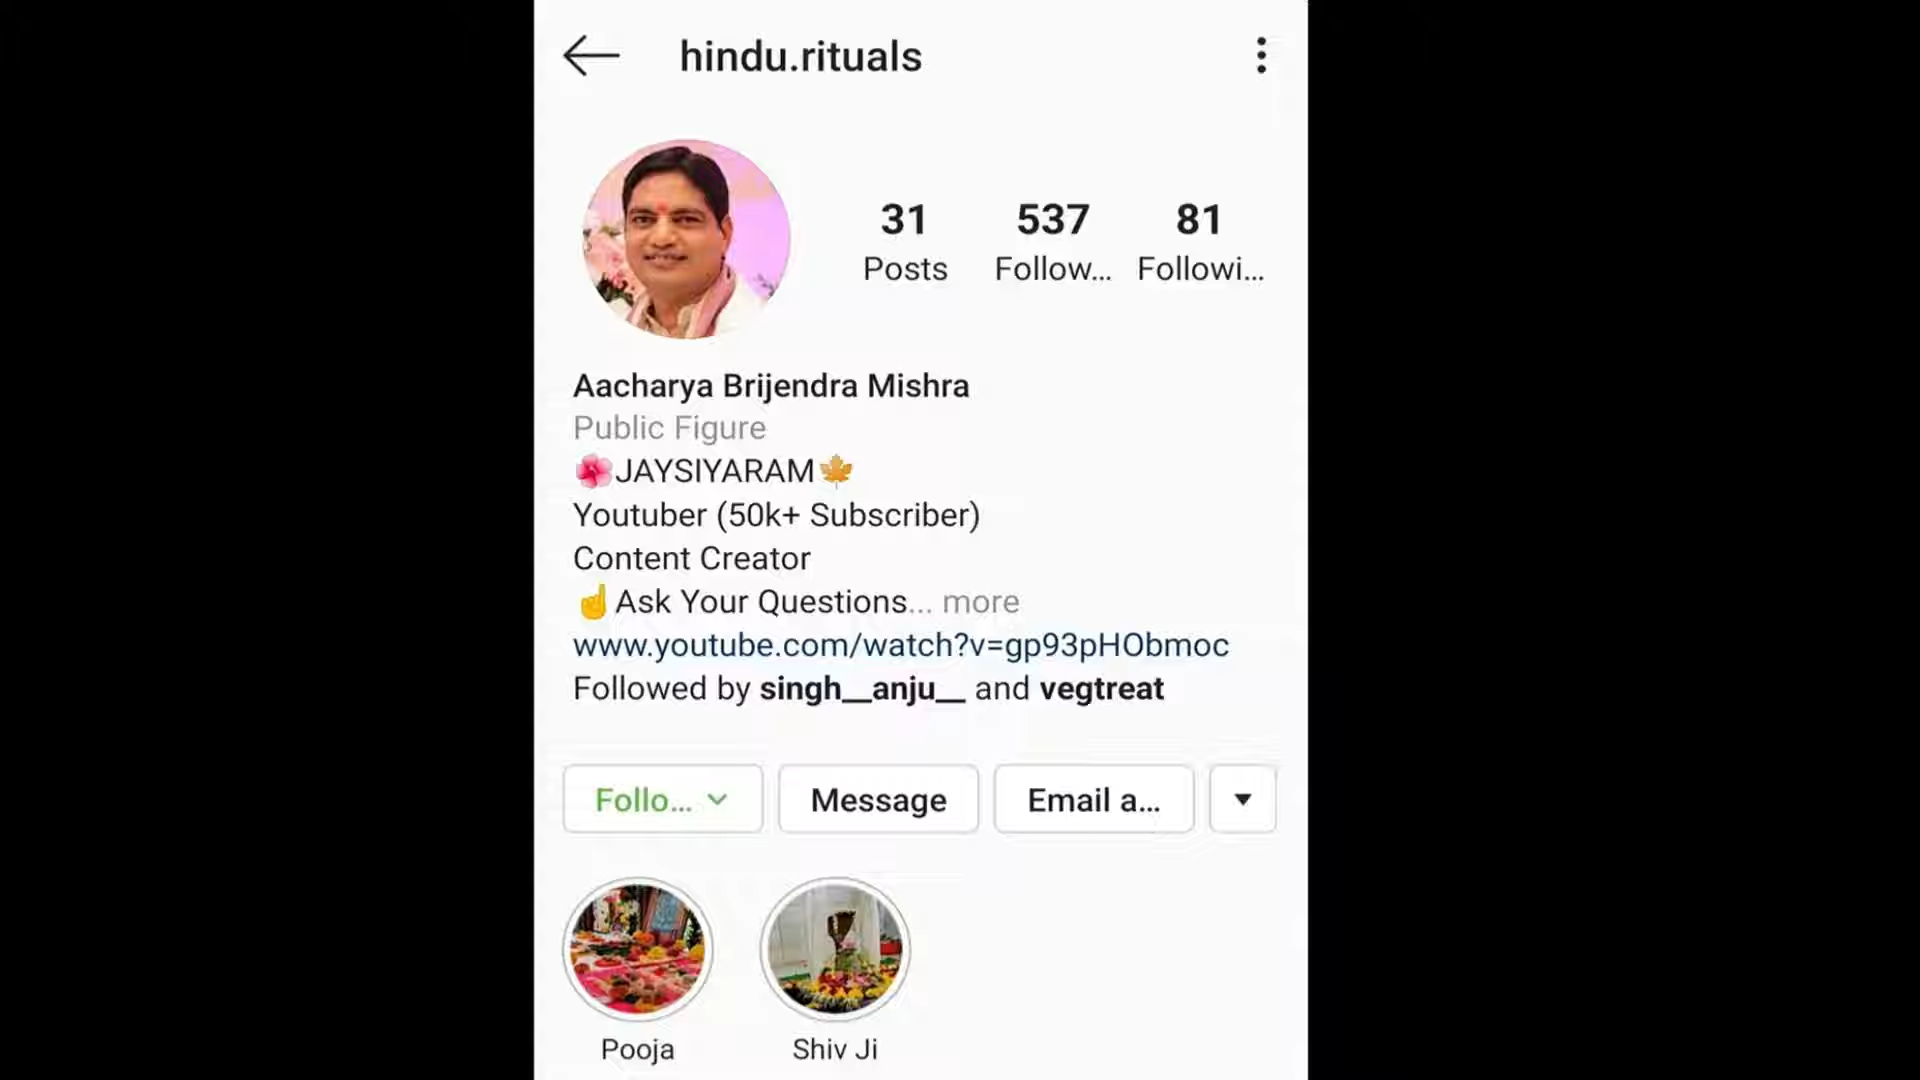 hindu.rituals
31 537 81
Posts Follow... Followi...
Aacharya Brijendra Mishra
Public Figure
🌺JAYSIYARAM🍁
Youtuber (50k+ Subscriber)
Content Creator
☝Ask Your Questions... more
www.youtube.com/watch?v=gp93pHObmoc
Followed by singh__anju__ and vegtreat
Follo... Message Email a...
Pooja Shiv Ji